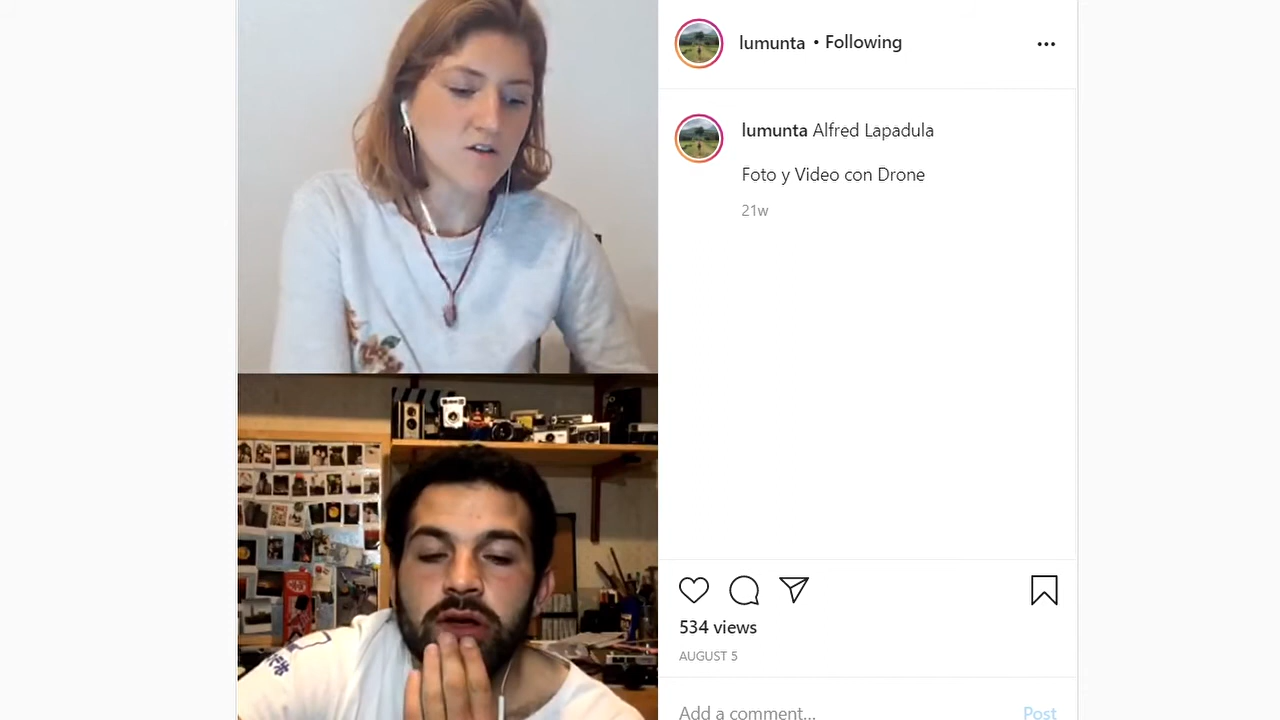 lumunta • Following
lumunta Alfred Lapadula
Foto y Video con Drone
21w
534 views
AUGUST 5
Add a comment...
Post